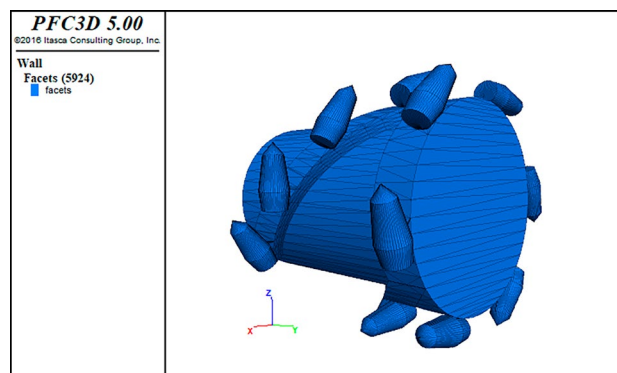 PFC3D 5.00
©2016 Itasca Consulting Group, Inc.
Wall
Facets (5924)
facets
Z
X
Y